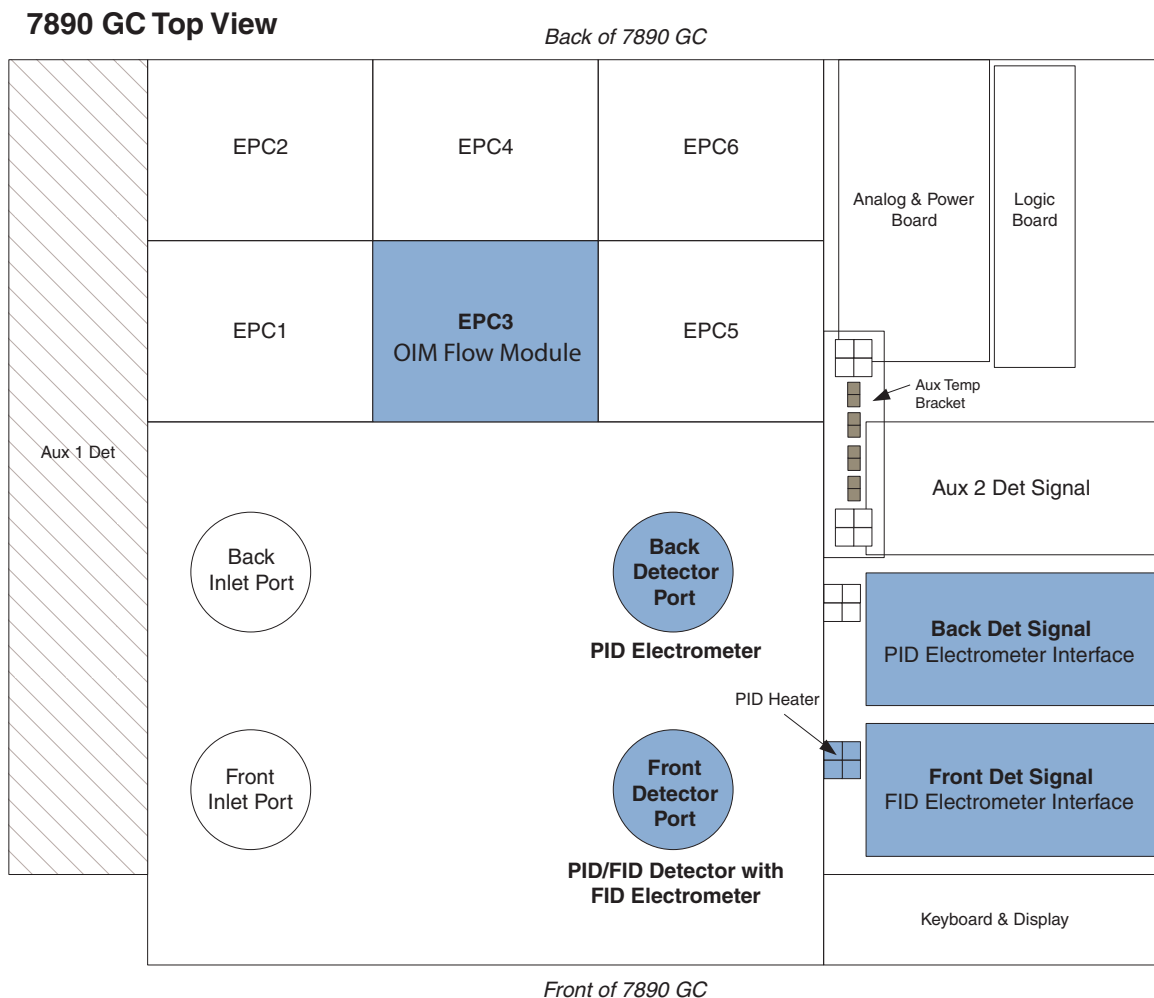 7890 GC Top View
Back of 7890 GC
EPC2
EPC4
EPC6
Analog & Power
Board
Logic
Board
EPC1
EPC3
OIM Flow Module
EPC5
Aux Temp
Bracket
Aux 1 Det
Aux 2 Det Signal
Back
Inlet Port
Back
Detector
Port
PID Electrometer
Back Det Signal
PID Electrometer Interface
PID Heater
Front
Inlet Port
Front
Detector
Port
PID/FID Detector with
FID Electrometer
Front Det Signal
FID Electrometer Interface
Keyboard & Display
Front of 7890 GC